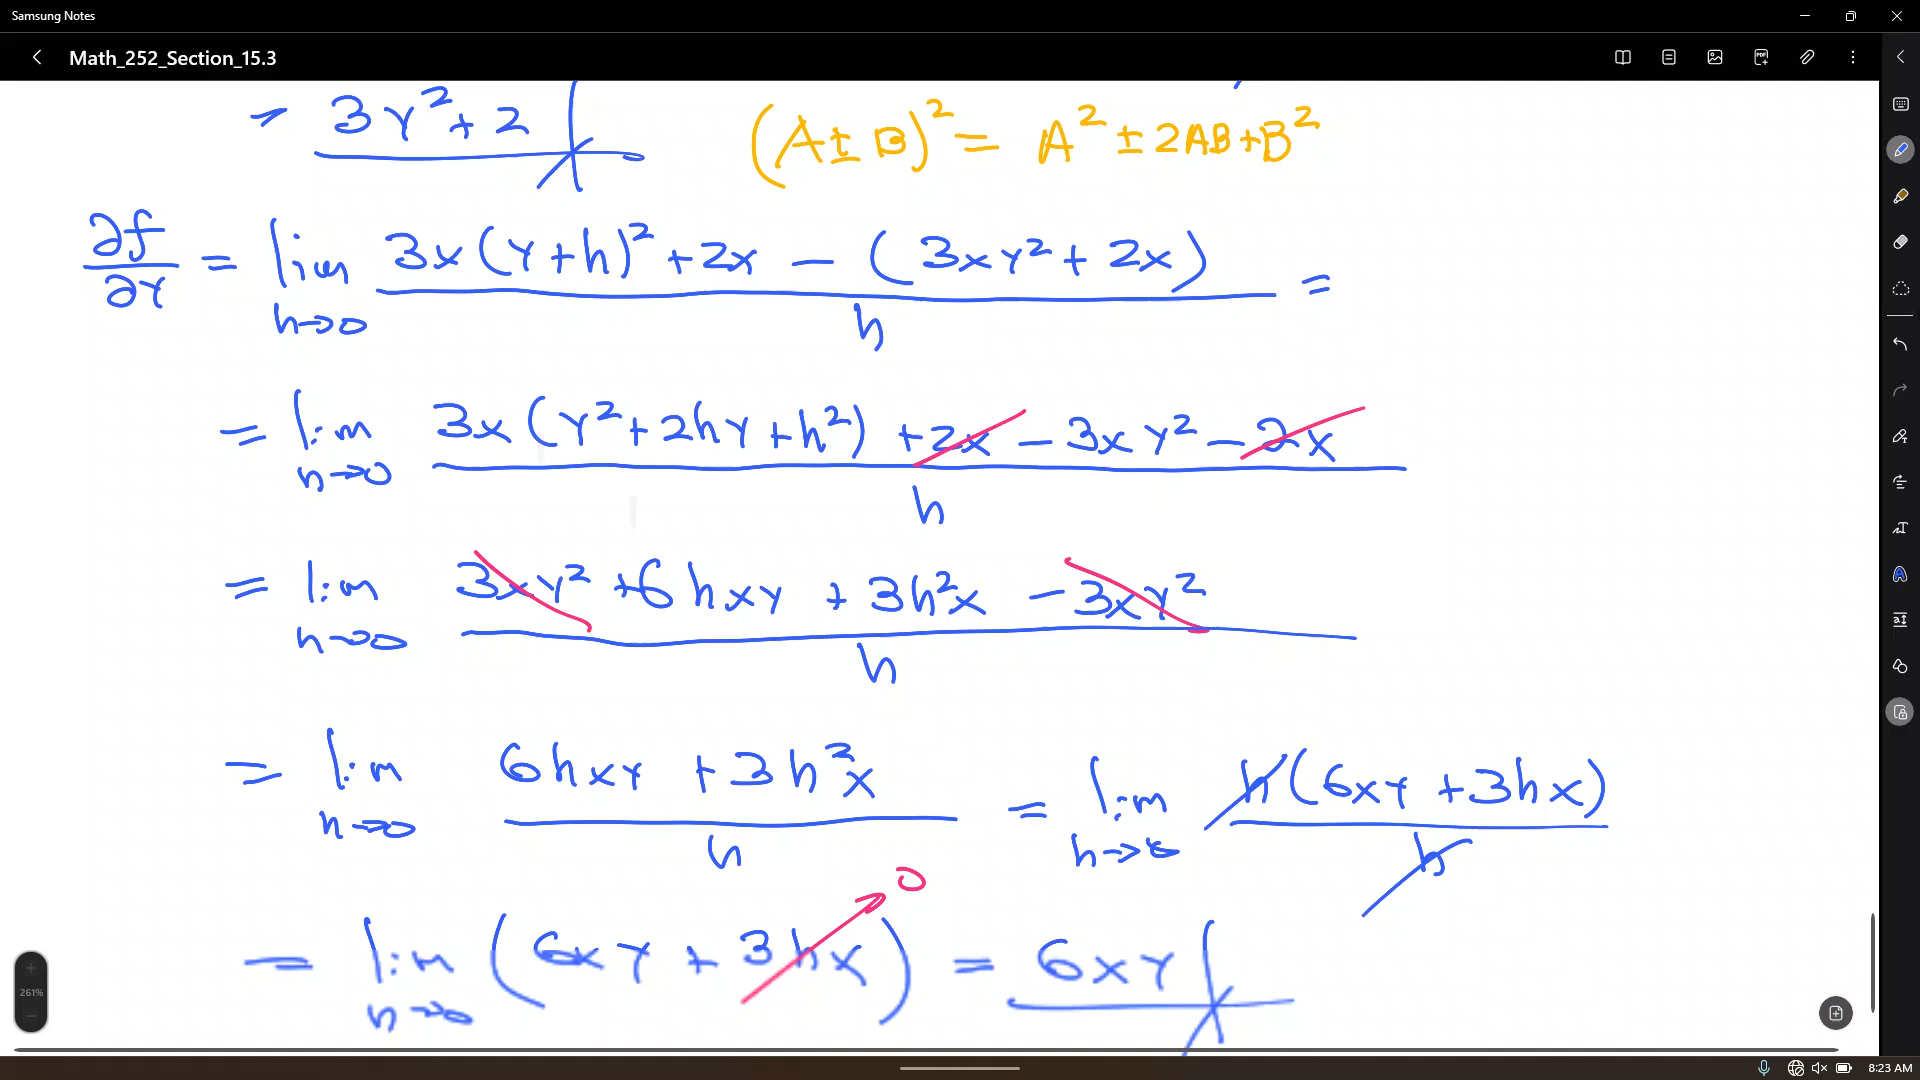 Samsung Notes
Math_252_Section_15.3
= 3y² + 2
(A ± B)² = A² ± 2AB + B²
∂f/∂y = lim h→0 (3x(y+h)² + 2x − (3xy² + 2x))/h =
= lim h→0 (3x(y² + 2hy + h²) + 2x − 3xy² − 2x)/h
= lim h→0 (3xy² + 6hxy + 3h²x − 3xy²)/h
= lim h→0 (6hxy + 3h²x)/h = lim h→0 h(6xy + 3hx)/h
0
= lim h→0 (6xy + 3hx) = 6xy
261%
8:23 AM